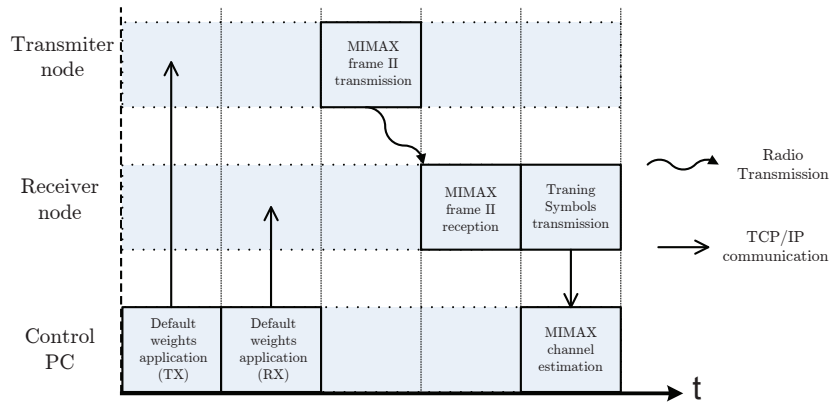 Transmiter
node
MIMAX
frame II
transmission
Receiver
node
MIMAX
frame II
reception
Traning
Symbols
transmission
Radio
Transmission
TCP/IP
communication
Control
PC
Default
weights
application
(TX)
Default
weights
application
(RX)
MIMAX
channel
estimation
t